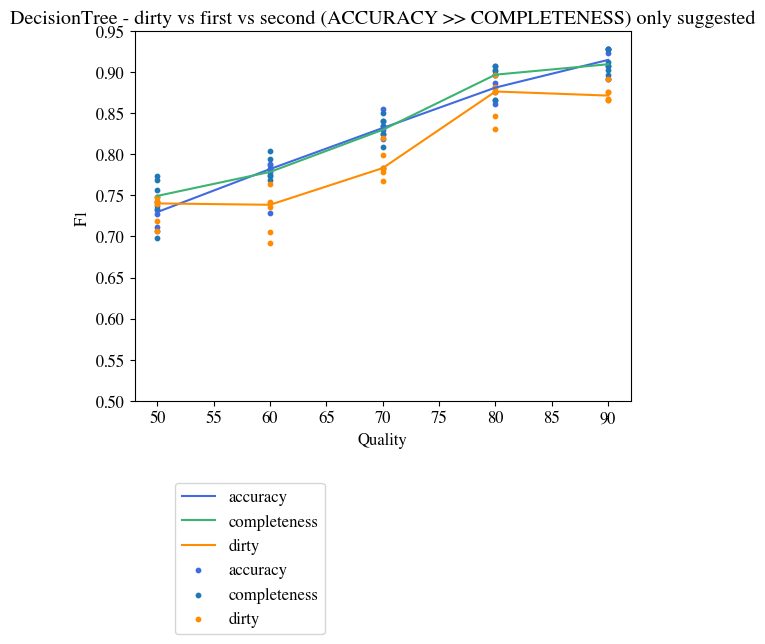 DecisionTree - dirty vs first vs second (ACCURACY >> COMPLETENESS) only suggested
0.95
0.90
0.85
0.80
0.75
0.70
0.65
0.60
0.55
0.50
F1
50
55
60
65
70
75
80
85
90
Quality
accuracy
completeness
dirty
accuracy
completeness
dirty